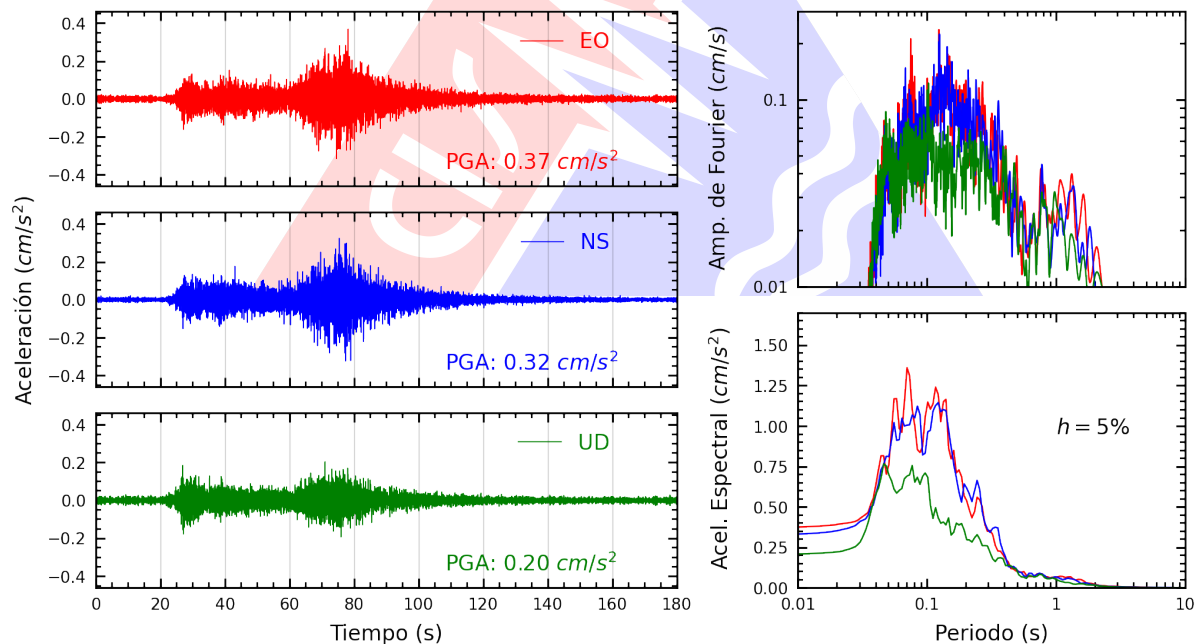 Aceleración (cm/s²)
0.4
0.2
0.0
−0.2
−0.4
EO
PGA: 0.37 cm/s²
0.4
0.2
0.0
−0.2
−0.4
NS
PGA: 0.32 cm/s²
0.4
0.2
0.0
−0.2
−0.4
UD
PGA: 0.20 cm/s²
0 20 40 60 80 100 120 140 160 180
Tiempo (s)
Amp. de Fourier (cm/s)
0.1
0.01
Acel. Espectral (cm/s²)
1.50
1.25
1.00
0.75
0.50
0.25
0.00
h = 5%
0.01 0.1 1 10
Periodo (s)